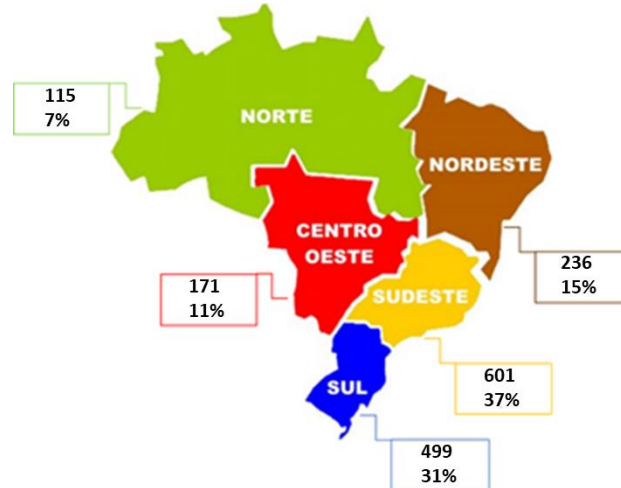 115
7%
NORTE
NORDESTE
CENTRO
OESTE
236
15%
171
11%
SUDESTE
601
37%
SUL
499
31%